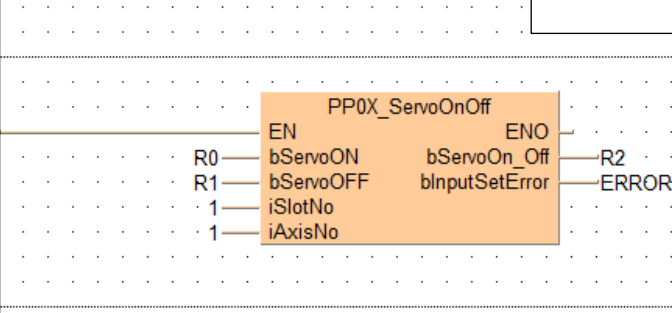 PP0X_ServoOnOff
EN ENO
R0 bServoON bServoOn_Off R2
R1 bServoOFF bInputSetError ERROR
1 iSlotNo
1 iAxisNo